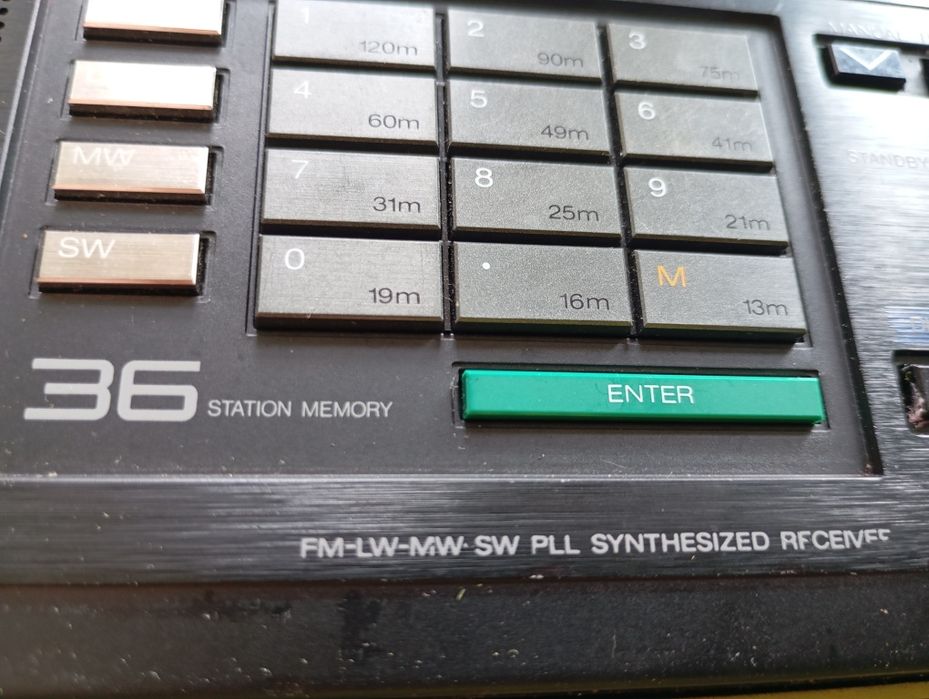 1 120m
2 90m
3 75m
MANUAL
4 60m
5 49m
6 41m
MW
7 31m
8 25m
9 21m
STANDBY
SW
0 19m
. 16m
M 13m
36 STATION MEMORY
ENTER
FM-LW-MW-SW PLL SYNTHESIZED RECEIVER